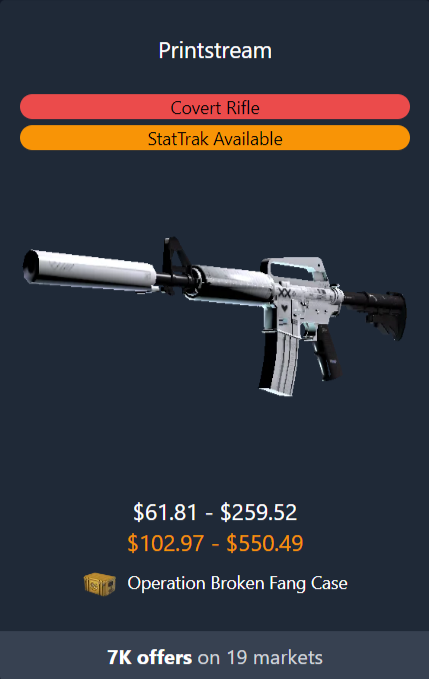 Printstream
Covert Rifle
StatTrak Available
$61.81 - $259.52
$102.97 - $550.49
Operation Broken Fang Case
7K offers on 19 markets